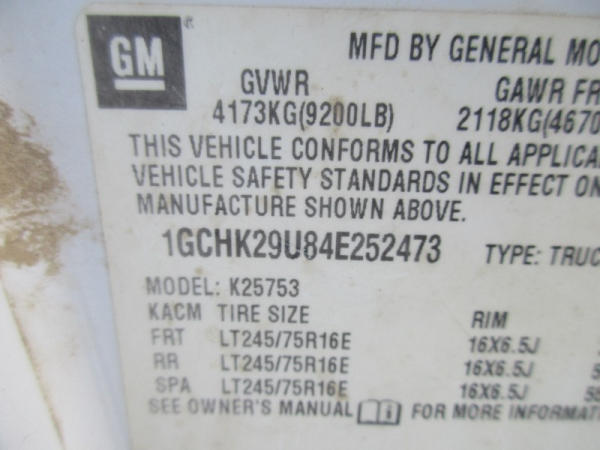 GM
MFD BY GENERAL MO
GVWR GAWR FR
4173KG(9200LB) 2118KG(4670
THIS VEHICLE CONFORMS TO ALL APPLICA
VEHICLE SAFETY STANDARDS IN EFFECT ON
MANUFACTURE SHOWN ABOVE.
1GCHK29U84E252473 TYPE: TRUC
MODEL: K25753
KACM TIRE SIZE RIM
FRT LT245/75R16E 16X6.5J
RR LT245/75R16E 16X6.5J 5
SPA LT245/75R16E 16X6.5J 55
SEE OWNER'S MANUAL FOR MORE INFORMAT